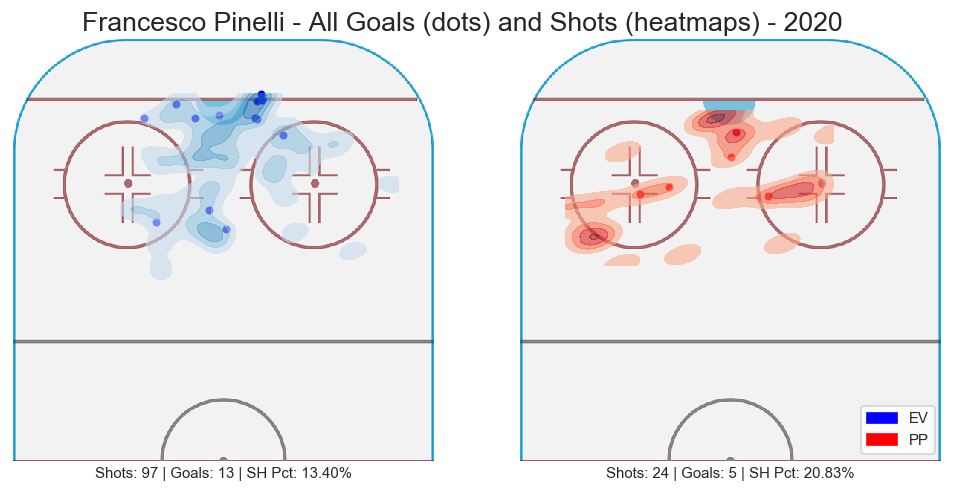 Francesco Pinelli - All Goals (dots) and Shots (heatmaps) - 2020
EV
PP
Shots: 97 | Goals: 13 | SH Pct: 13.40%
Shots: 24 | Goals: 5 | SH Pct: 20.83%